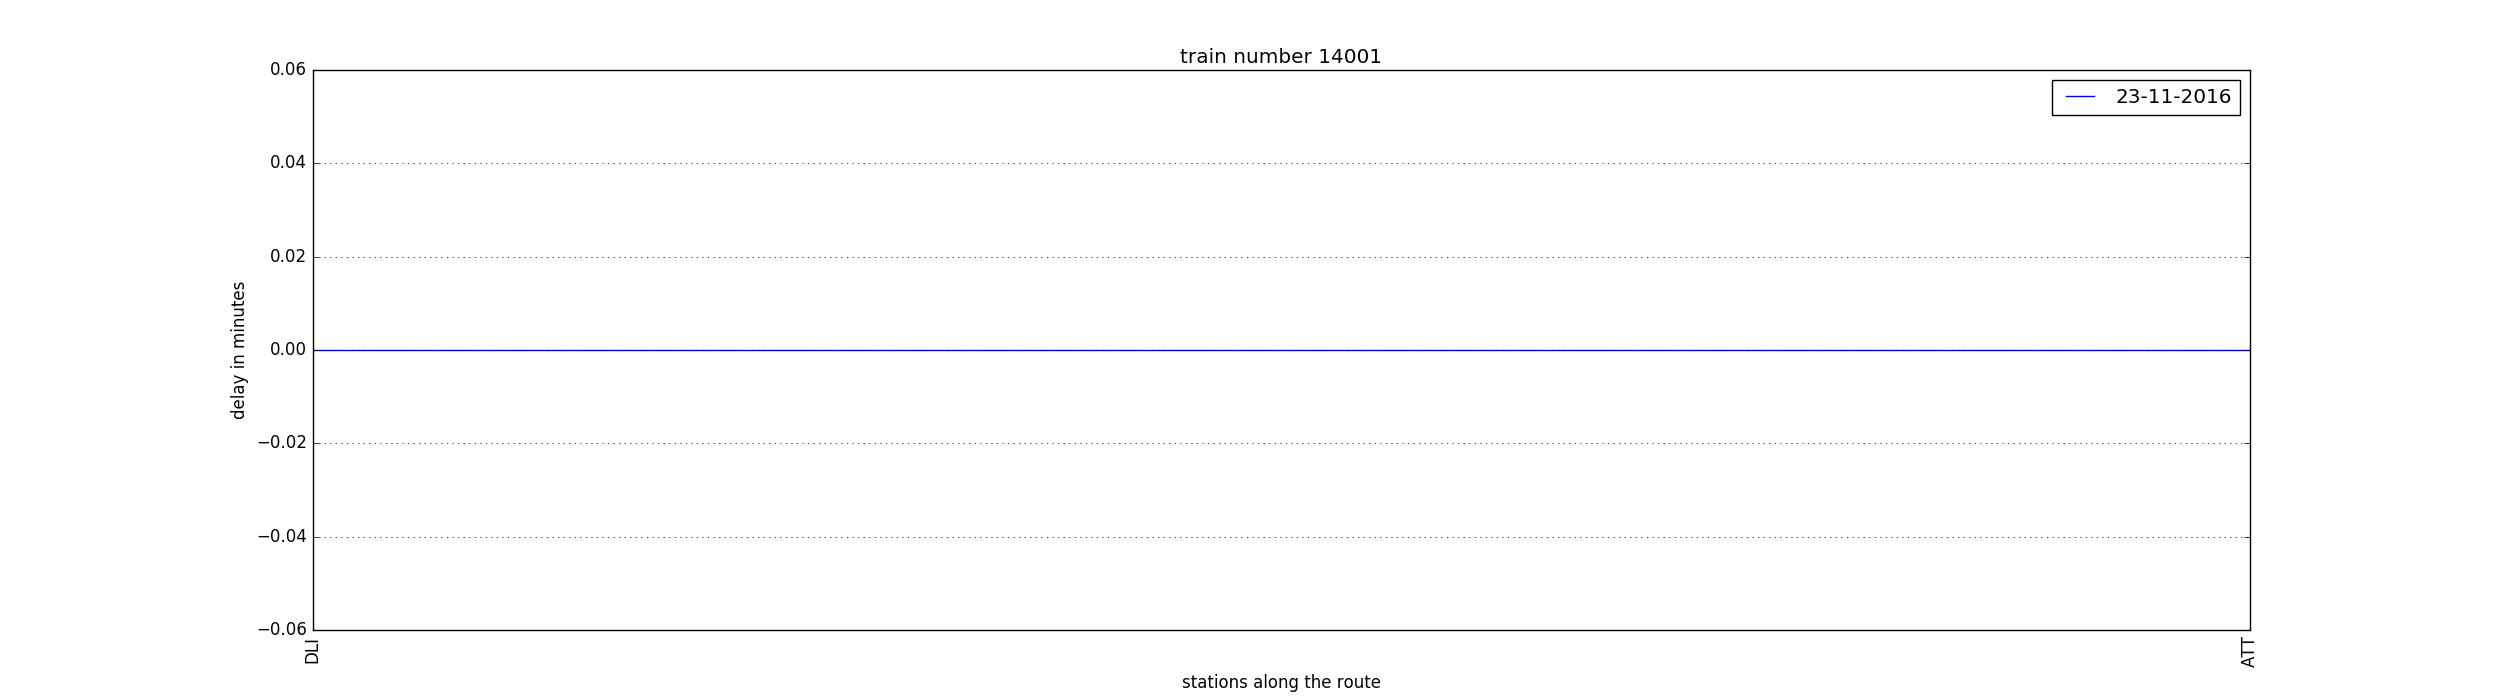 train number 14001
23-11-2016
0.06
0.04
0.02
0.00
−0.02
−0.04
−0.06
delay in minutes
DLI
ATT
stations along the route